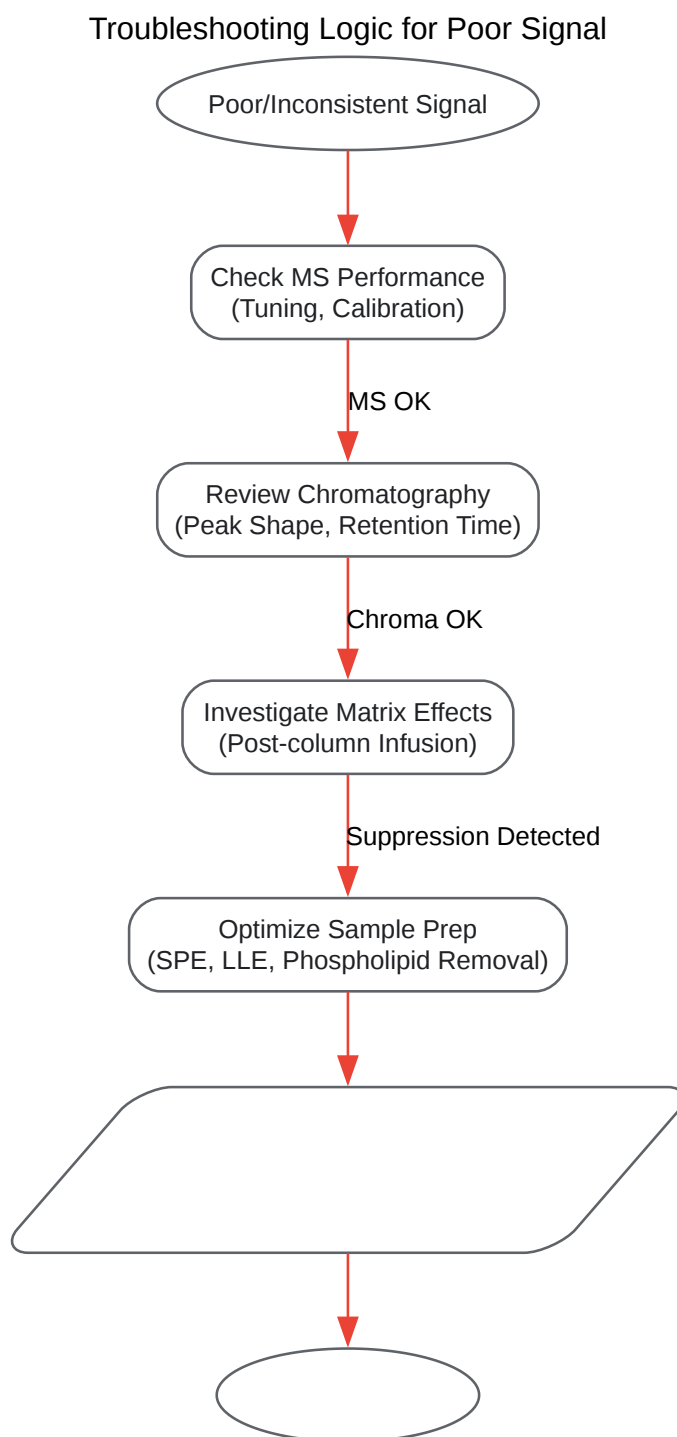 Troubleshooting Logic for Poor Signal
Poor/Inconsistent Signal
Check MS Performance
(Tuning, Calibration)
MS OK
Review Chromatography
(Peak Shape, Retention Time)
Chroma OK
Investigate Matrix Effects
(Post-column Infusion)
Suppression Detected
Optimize Sample Prep
(SPE, LLE, Phospholipid Removal)